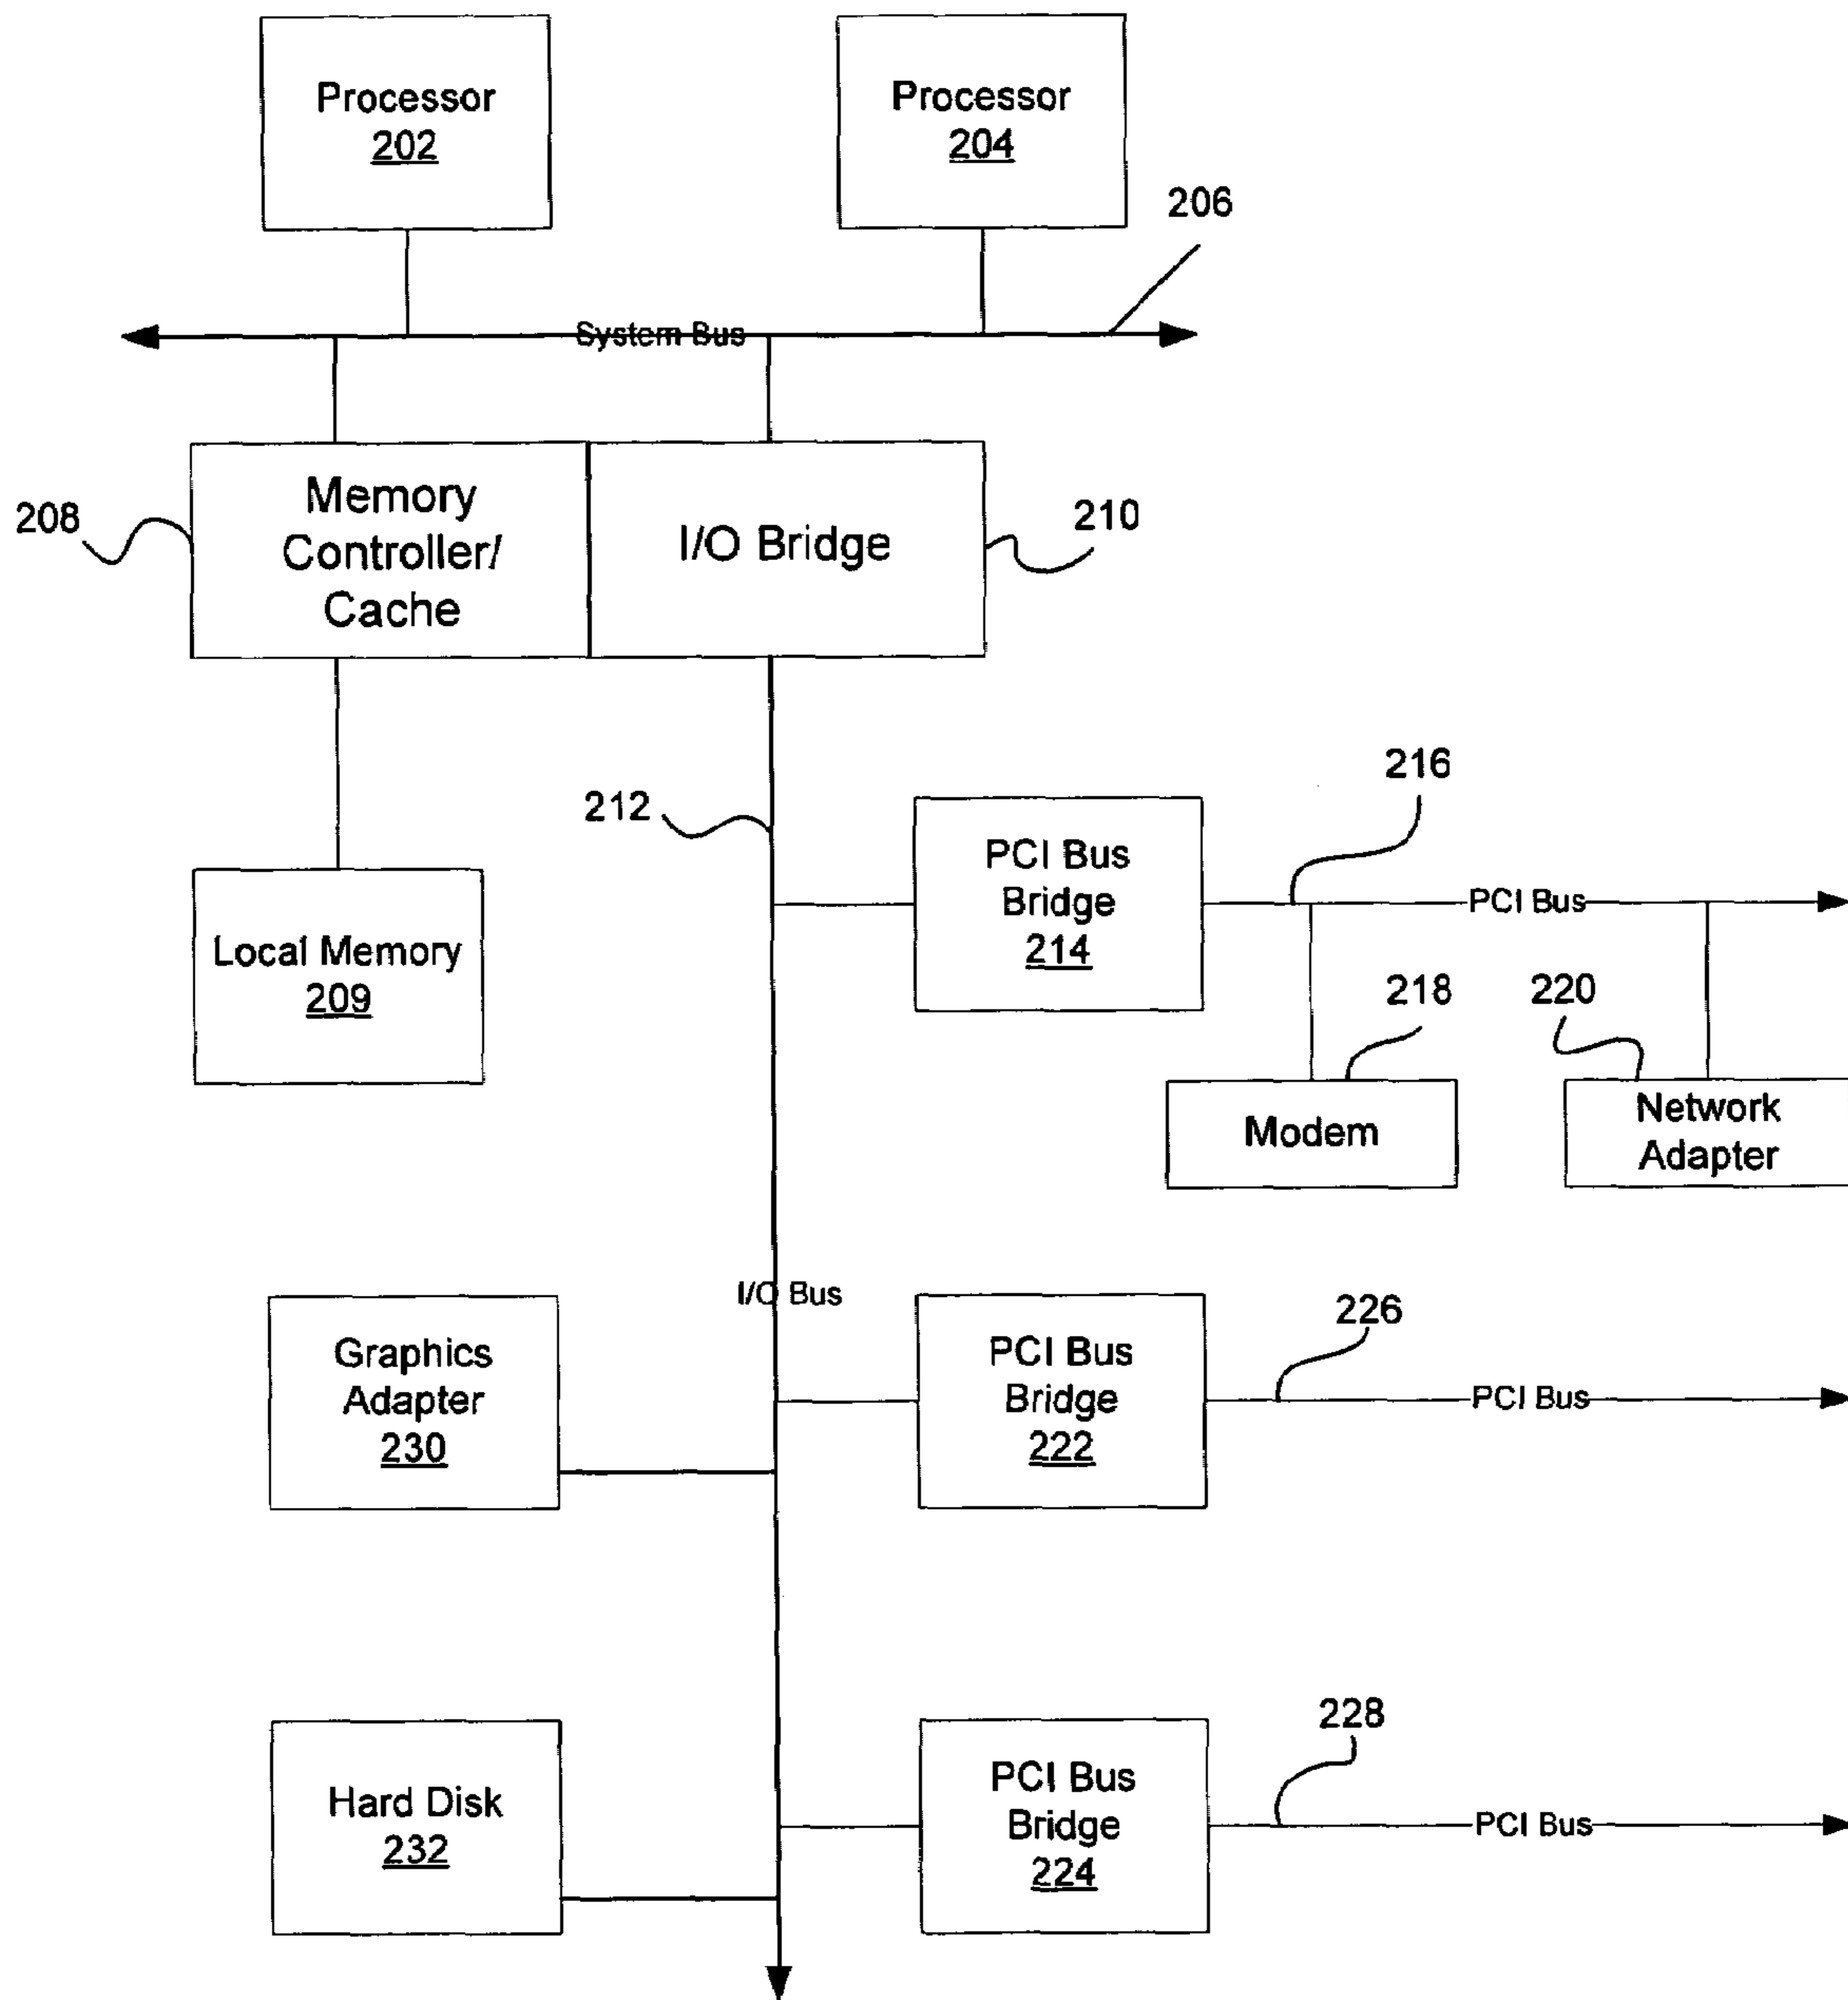 Processor
202
Processor
204
206
System Bus
208
Memory
Controller/
Cache
I/O Bridge
210
212
216
PCI Bus
Bridge
214
PCI Bus
Local Memory
209
218
220
Modem
Network
Adapter
I/O Bus
Graphics
Adapter
230
PCI Bus
Bridge
222
226
PCI Bus
Hard Disk
232
PCI Bus
Bridge
224
228
PCI Bus